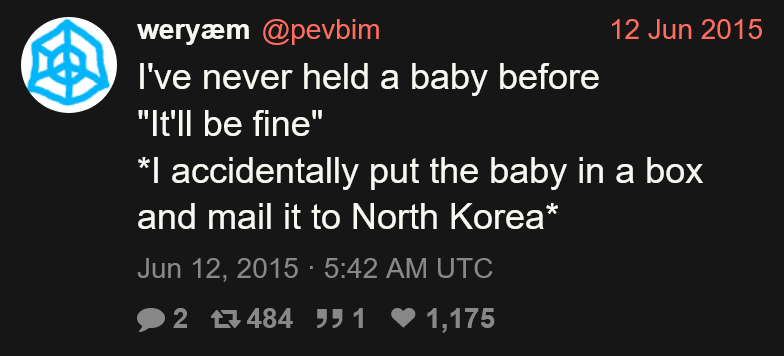 weryæm @pevbim 12 Jun 2015
I've never held a baby before
"It'll be fine"
*I accidentally put the baby in a box
and mail it to North Korea*
Jun 12, 2015 · 5:42 AM UTC
2 484 1 1,175